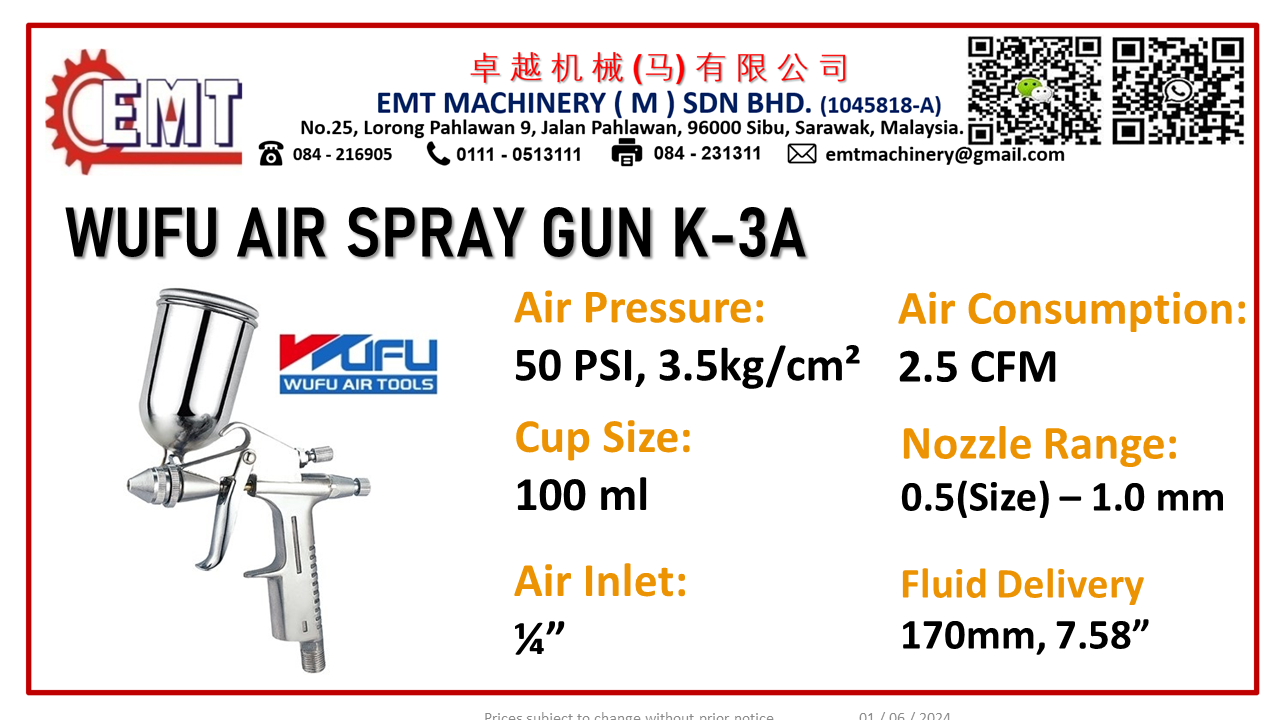 EMT
卓越机械(马)有限公司
EMT MACHINERY ( M ) SDN BHD. (1045818-A)
No.25, Lorong Pahlawan 9, Jalan Pahlawan, 96000 Sibu, Sarawak, Malaysia.
084 - 216905 0111 - 0513111 084 - 231311 emtmachinery@gmail.com
WUFU AIR SPRAY GUN K-3A
WUFU
WUFU AIR TOOLS
Air Pressure:
50 PSI, 3.5kg/cm²
Air Consumption:
2.5 CFM
Cup Size:
100 ml
Nozzle Range:
0.5(Size) – 1.0 mm
Air Inlet:
¼”
Fluid Delivery
170mm, 7.58”
Prices subject to change without prior notice 01 / 06 / 2024